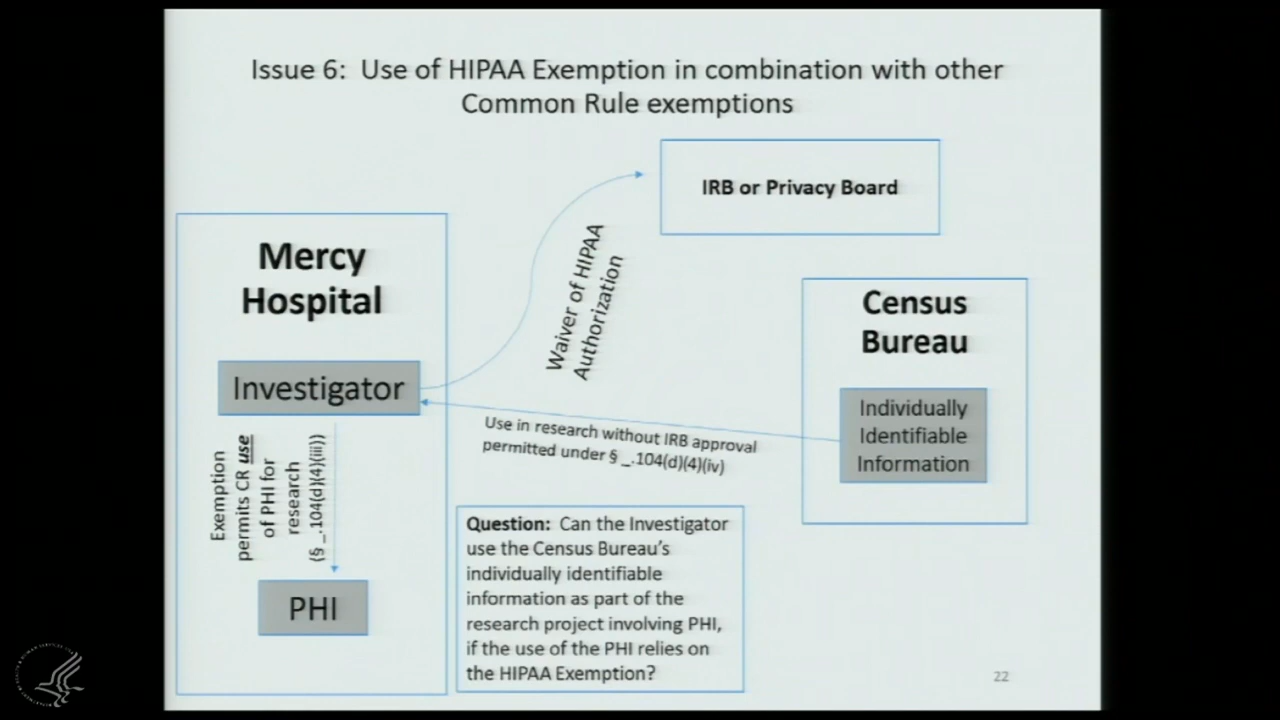 Issue 6: Use of HIPAA Exemption in combination with other
Common Rule exemptions
IRB or Privacy Board
Mercy
Hospital
Waiver of HIPAA
Authorization
Census
Bureau
Investigator
Individually
Identifiable
Information
Use in research without IRB approval
permitted under § _.104(d)(4)(iv)
Exemption
permits CR use
of PHI for
research
(§ _.104(d)(4)(iii))
PHI
Question: Can the Investigator
use the Census Bureau's
individually identifiable
information as part of the
research project involving PHI,
if the use of the PHI relies on
the HIPAA Exemption?
22